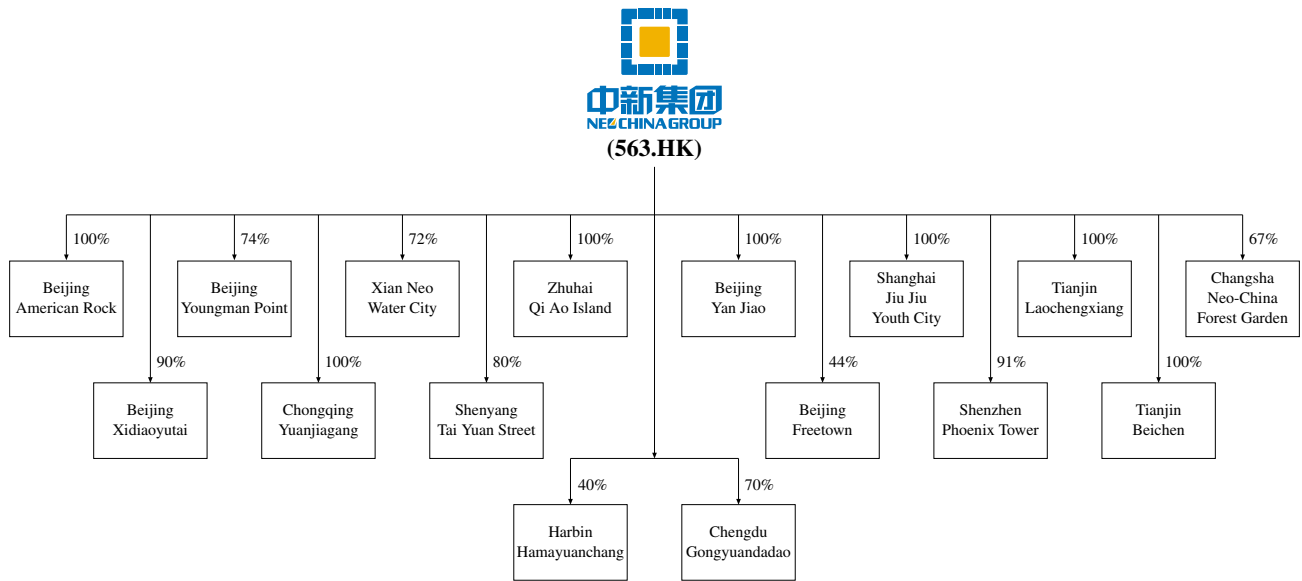 中新集团
NEO CHINA GROUP
(563.HK)
100%
74%
72%
100%
100%
100%
100%
67%
Beijing
American Rock
Beijing
Youngman Point
Xian Neo
Water City
Zhuhai
Qi Ao Island
Beijing
Yan Jiao
Shanghai
Jiu Jiu
Youth City
Tianjin
Laochengxiang
Changsha
Neo-China
Forest Garden
90%
100%
80%
44%
91%
100%
Beijing
Xidiaoyutai
Chongqing
Yuanjiagang
Shenyang
Tai Yuan Street
Beijing
Freetown
Shenzhen
Phoenix Tower
Tianjin
Beichen
40%
70%
Harbin
Hamayuanchang
Chengdu
Gongyuandadao